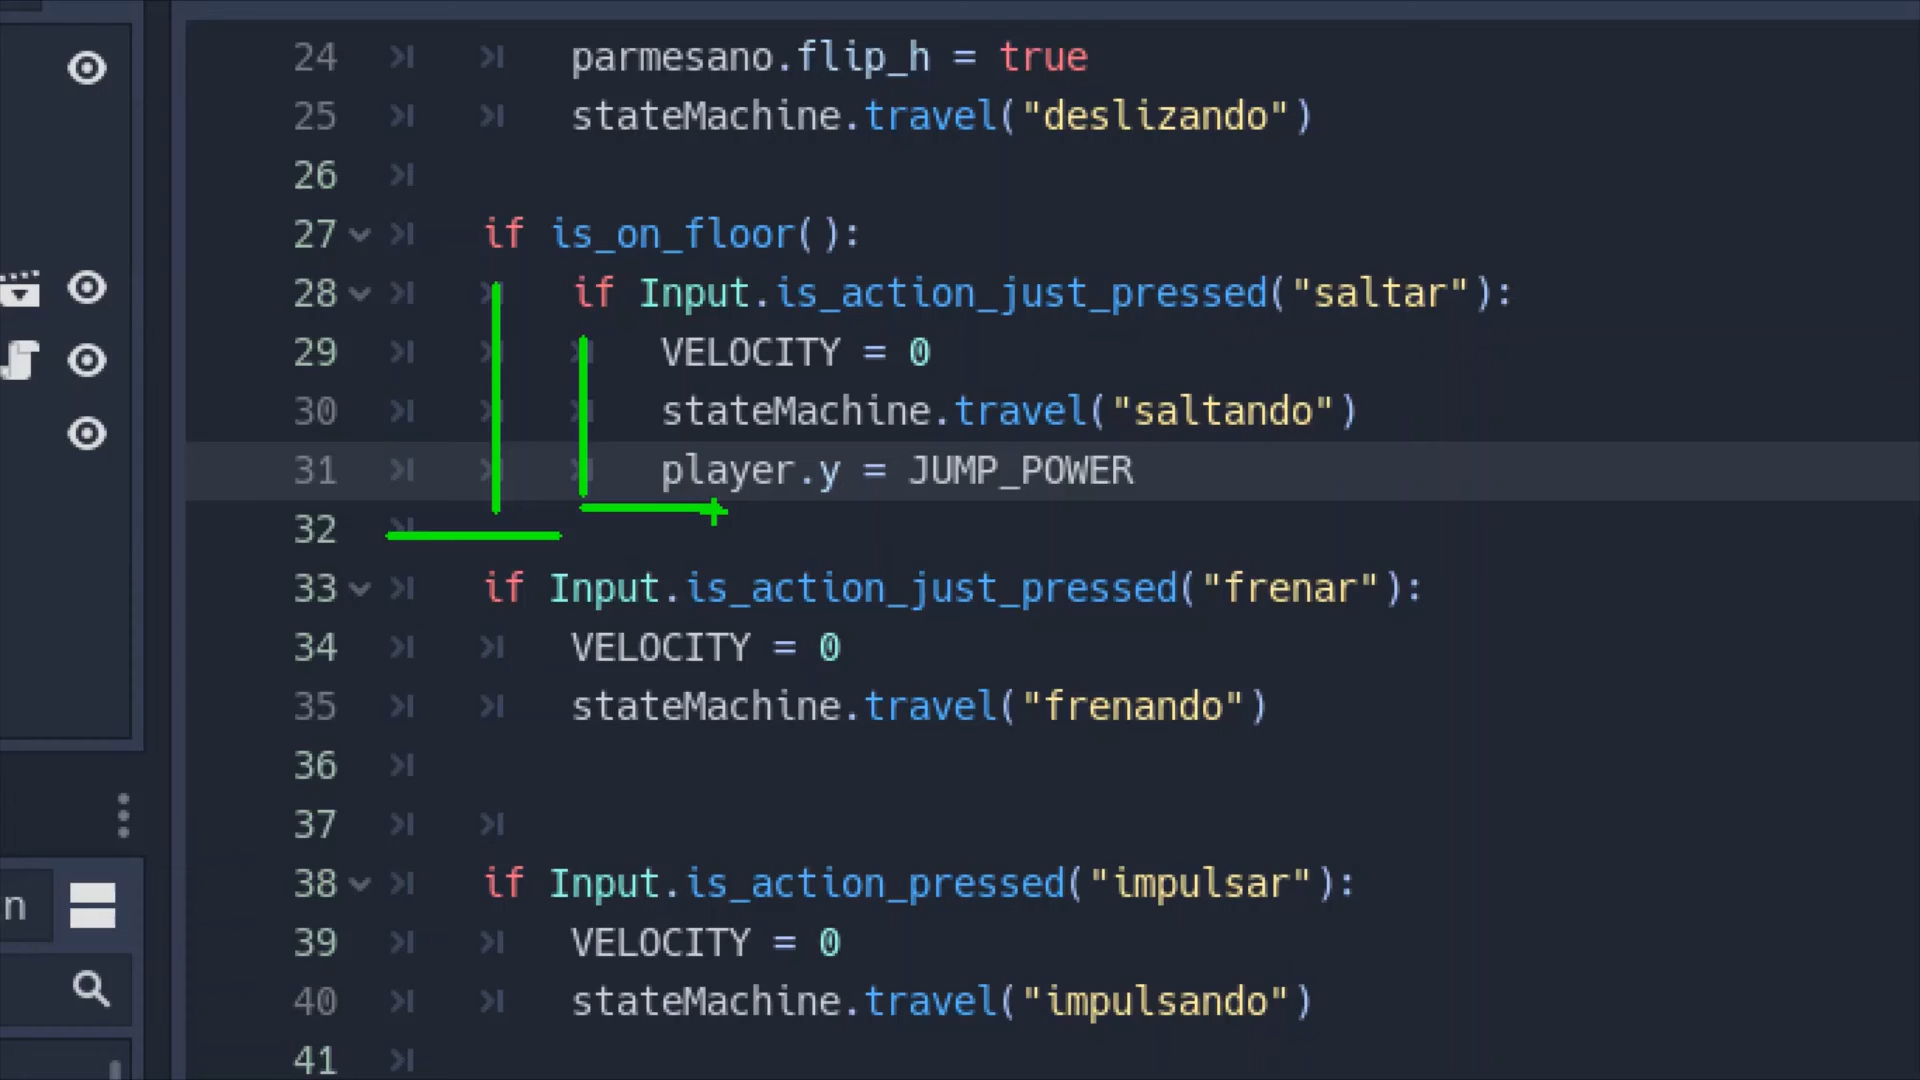 24 parmesano.flip_h = true
25 stateMachine.travel("deslizando")
26
27 if is_on_floor():
28 if Input.is_action_just_pressed("saltar"):
29 VELOCITY = 0
30 stateMachine.travel("saltando")
31 player.y = JUMP_POWER
32
33 if Input.is_action_just_pressed("frenar"):
34 VELOCITY = 0
35 stateMachine.travel("frenando")
36
37
38 if Input.is_action_pressed("impulsar"):
n
39 VELOCITY = 0
40 stateMachine.travel("impulsando")
41